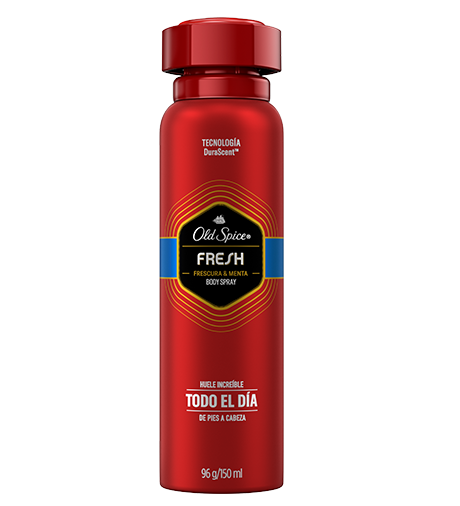 TECNOLOGÍA
DuraScent™
Old Spice®
FRESH
FRESCURA & MENTA
BODY SPRAY
HUELE INCREÍBLE
TODO EL DÍA
DE PIES A CABEZA
96 g/150 ml